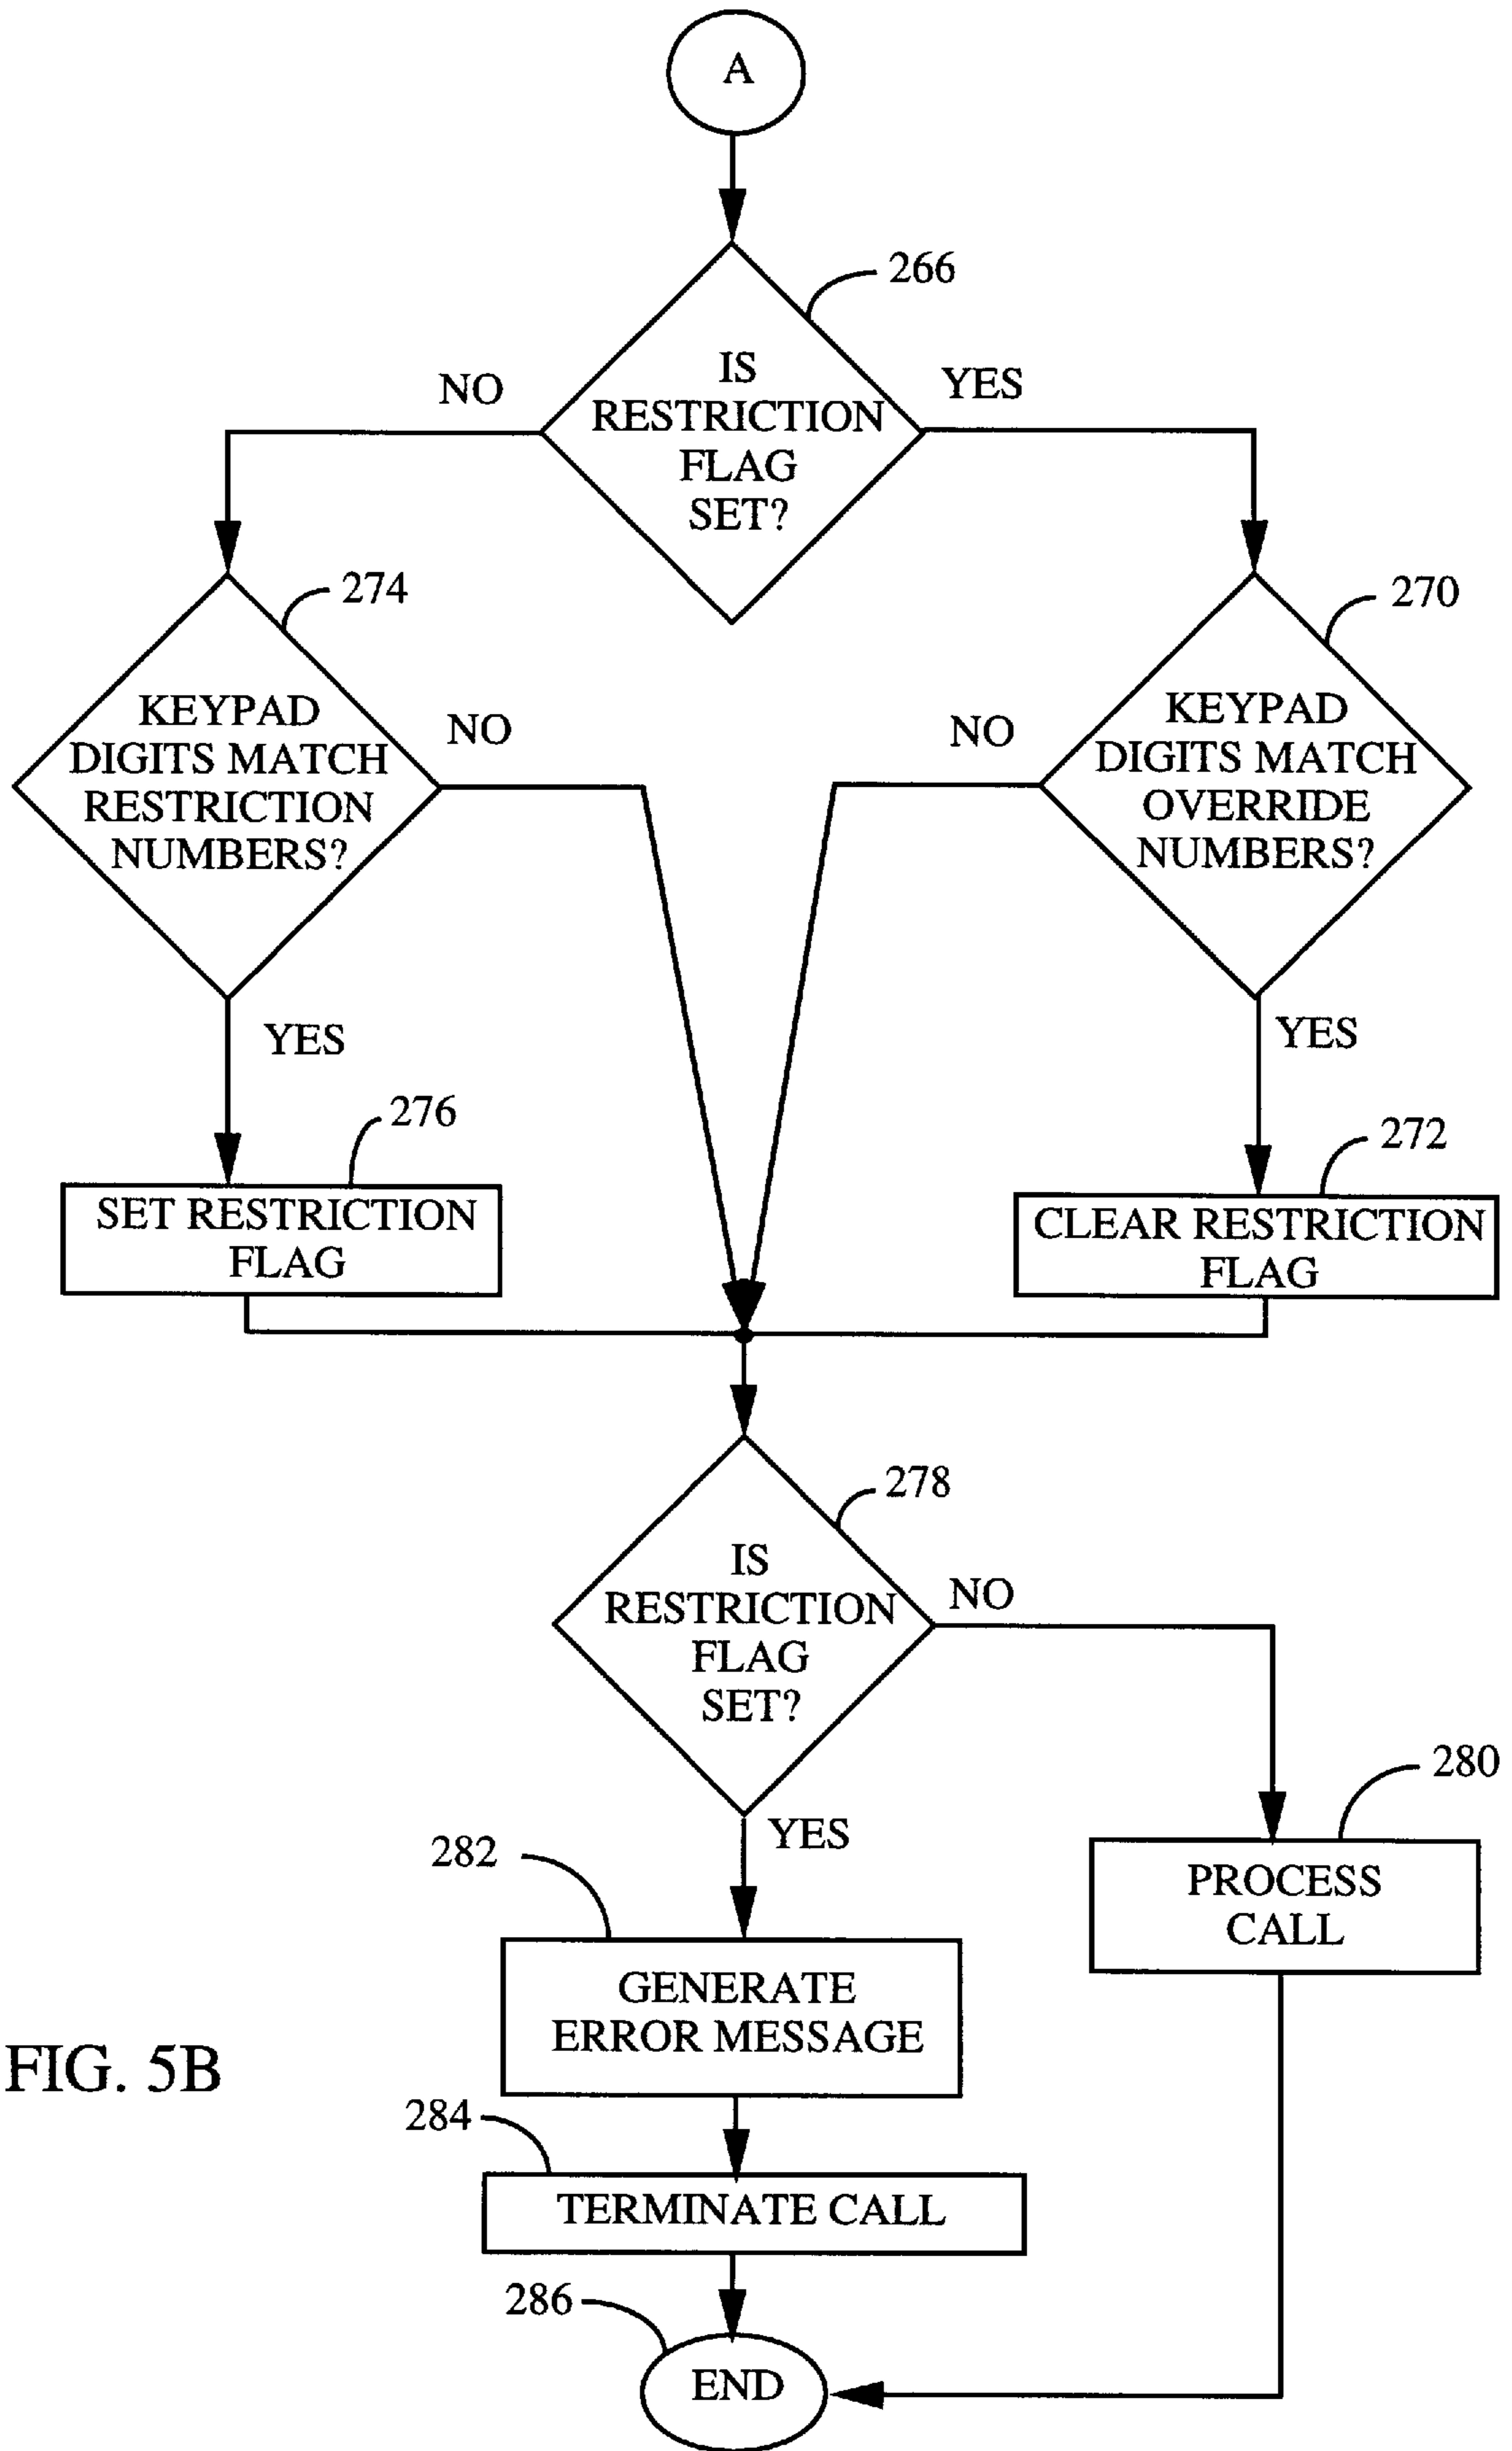 A
266
IS
RESTRICTION
FLAG
SET?
NO
YES
274
KEYPAD
DIGITS MATCH
RESTRICTION
NUMBERS?
NO
YES
270
KEYPAD
DIGITS MATCH
OVERRIDE
NUMBERS?
NO
YES
276
SET RESTRICTION
FLAG
272
CLEAR RESTRICTION
FLAG
278
IS
RESTRICTION
FLAG
SET?
NO
YES
280
PROCESS
CALL
282
GENERATE
ERROR MESSAGE
284
TERMINATE CALL
286
END
FIG. 5B